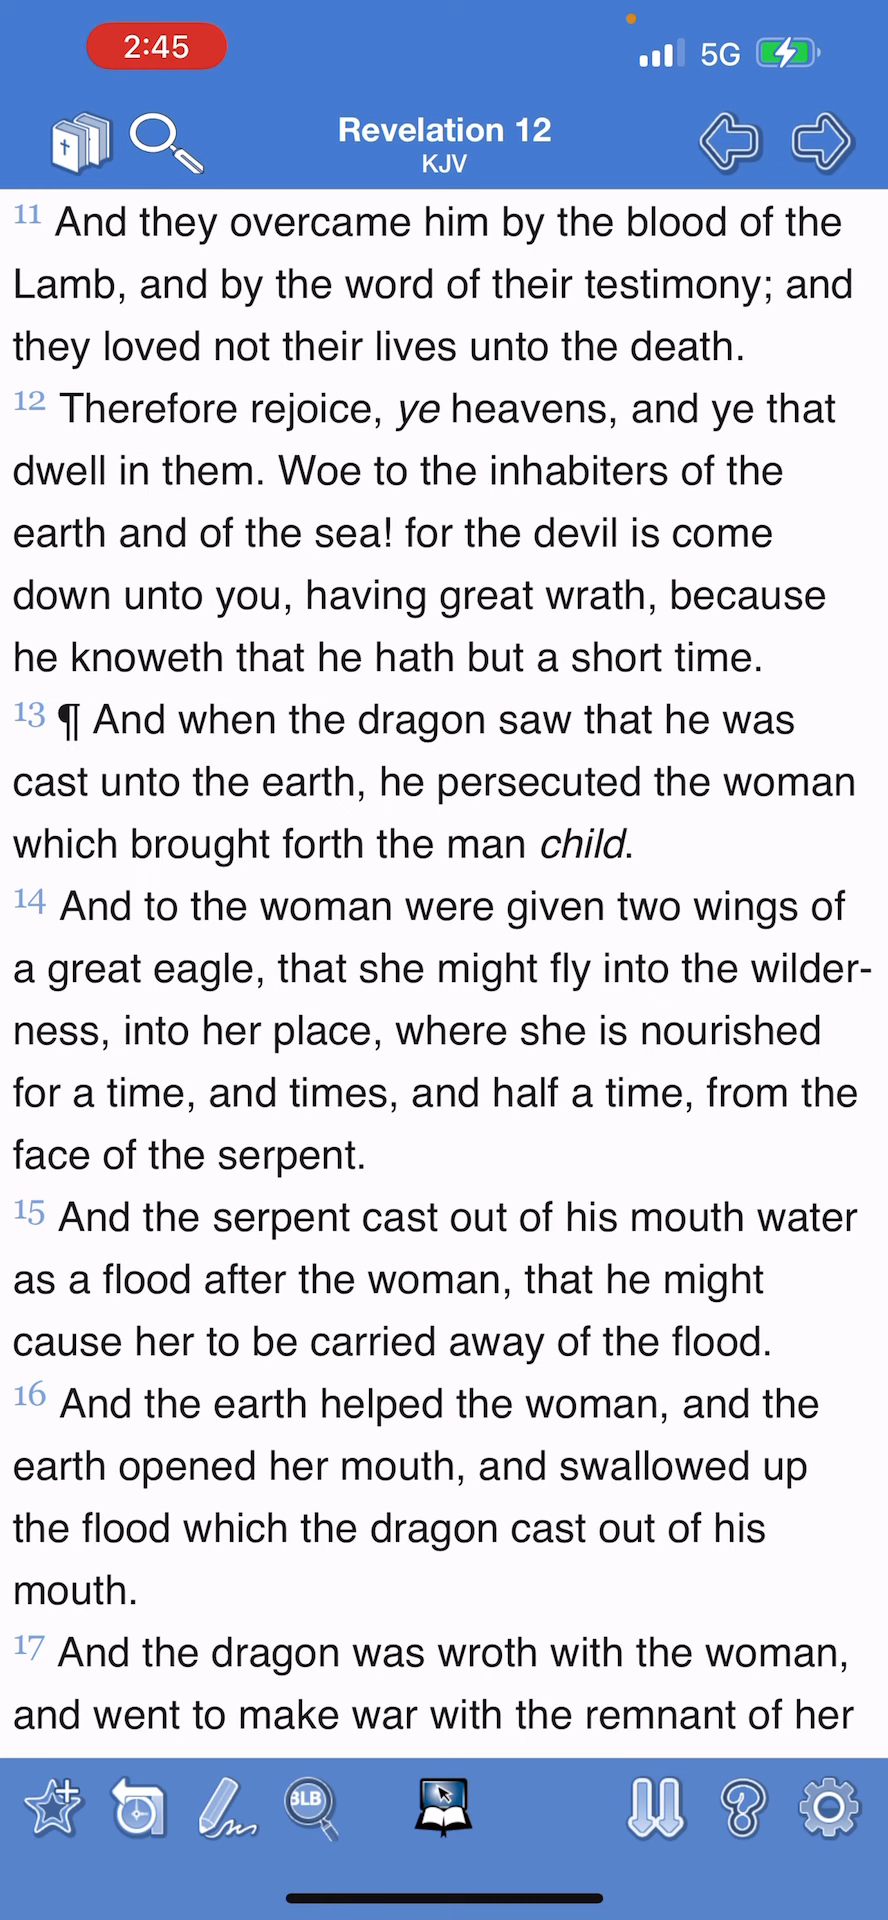 2:45
5G
Revelation 12
KJV
11 And they overcame him by the blood of the
Lamb, and by the word of their testimony; and
they loved not their lives unto the death.
12 Therefore rejoice, ye heavens, and ye that
dwell in them. Woe to the inhabiters of the
earth and of the sea! for the devil is come
down unto you, having great wrath, because
he knoweth that he hath but a short time.
13 ¶ And when the dragon saw that he was
cast unto the earth, he persecuted the woman
which brought forth the man child.
14 And to the woman were given two wings of
a great eagle, that she might fly into the wilder-
ness, into her place, where she is nourished
for a time, and times, and half a time, from the
face of the serpent.
15 And the serpent cast out of his mouth water
as a flood after the woman, that he might
cause her to be carried away of the flood.
16 And the earth helped the woman, and the
earth opened her mouth, and swallowed up
the flood which the dragon cast out of his
mouth.
17 And the dragon was wroth with the woman,
and went to make war with the remnant of her
BLB